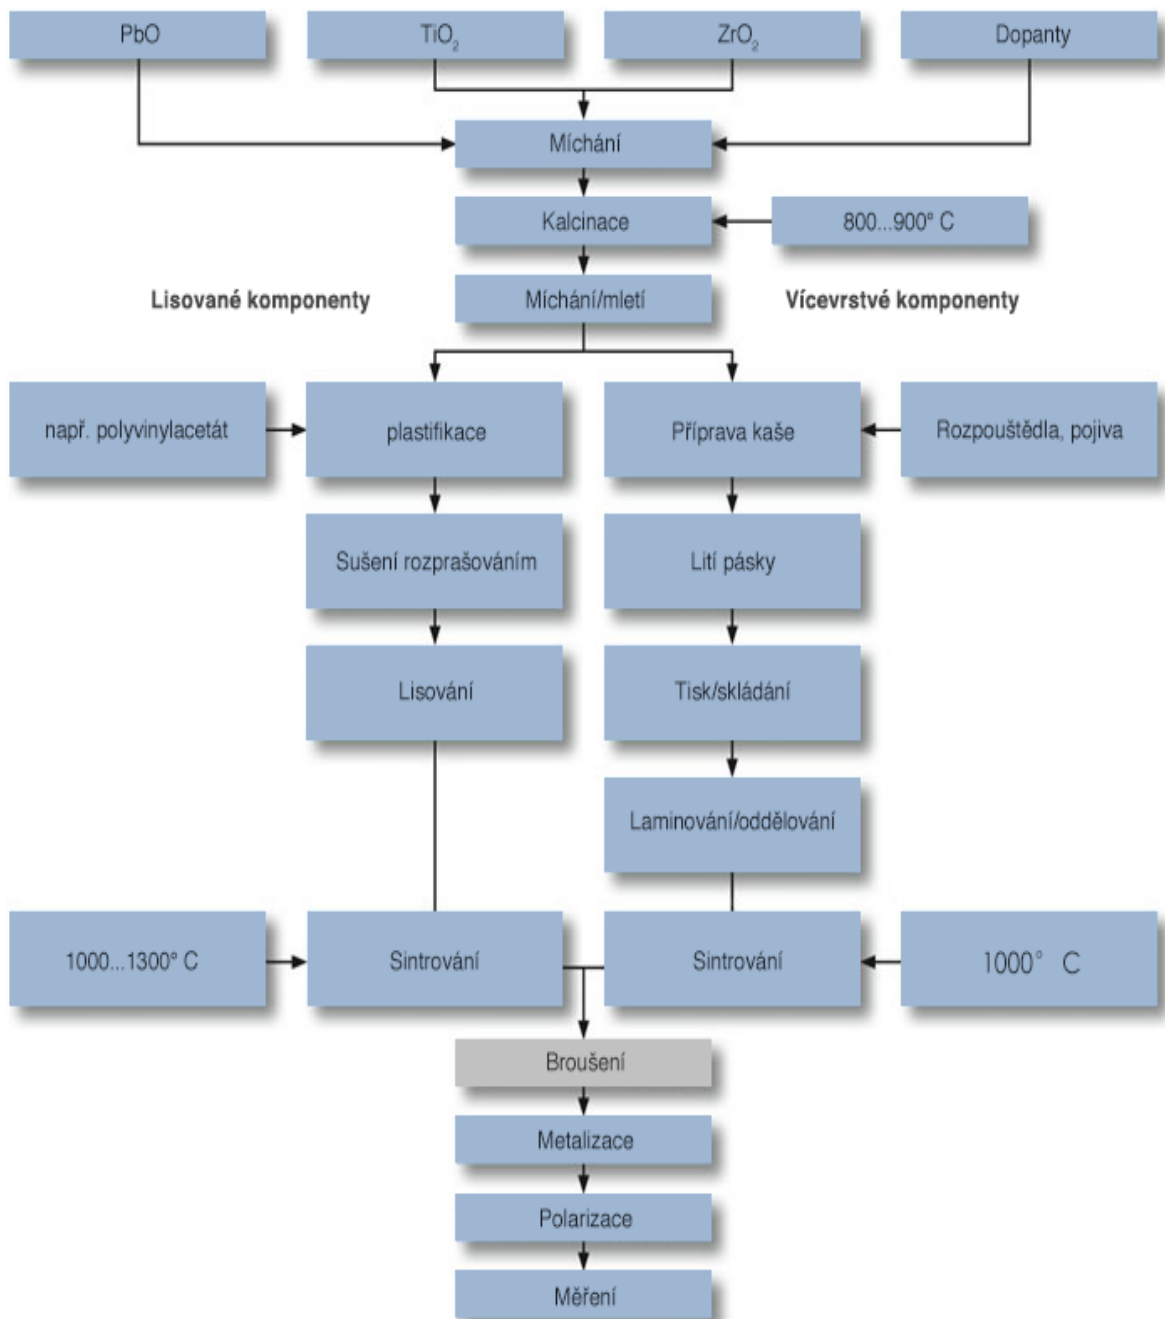 PbO
TiO₂
ZrO₂
Dopanty
Míchání
Kalcinace
800...900° C
Lisované komponenty
Míchání/mletí
Vícevrstvé komponenty
např. polyvinylacetát
plastifikace
Příprava kaše
Rozpouštědla, pojiva
Sušení rozprašováním
Lití pásky
Lisování
Tisk/skládání
Laminování/oddělování
1000...1300° C
Sintrování
Sintrování
1000° C
Broušení
Metalizace
Polarizace
Měření